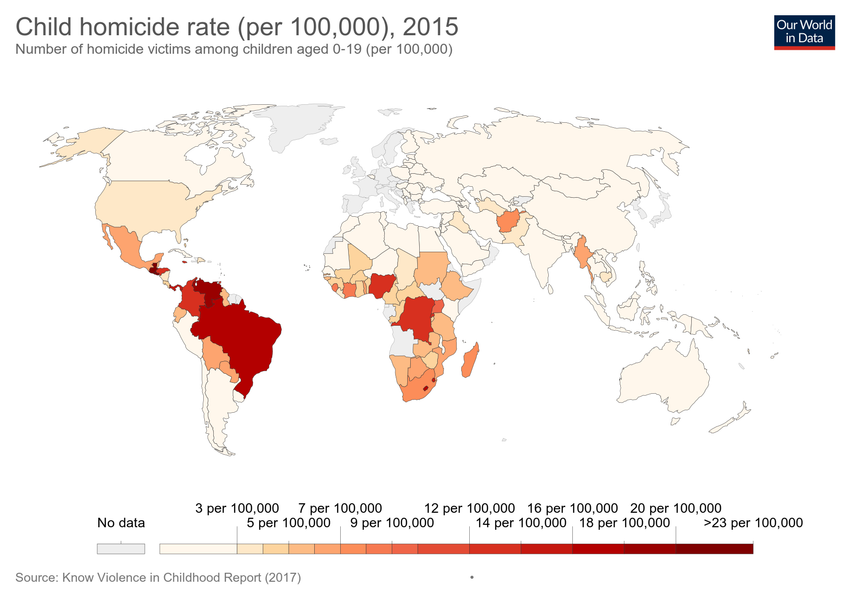 Child homicide rate (per 100,000), 2015
Number of homicide victims among children aged 0-19 (per 100,000)
Our World
in Data
3 per 100,000 7 per 100,000 12 per 100,000 16 per 100,000 20 per 100,000
No data 5 per 100,000 9 per 100,000 14 per 100,000 18 per 100,000 >23 per 100,000
Source: Know Violence in Childhood Report (2017) •